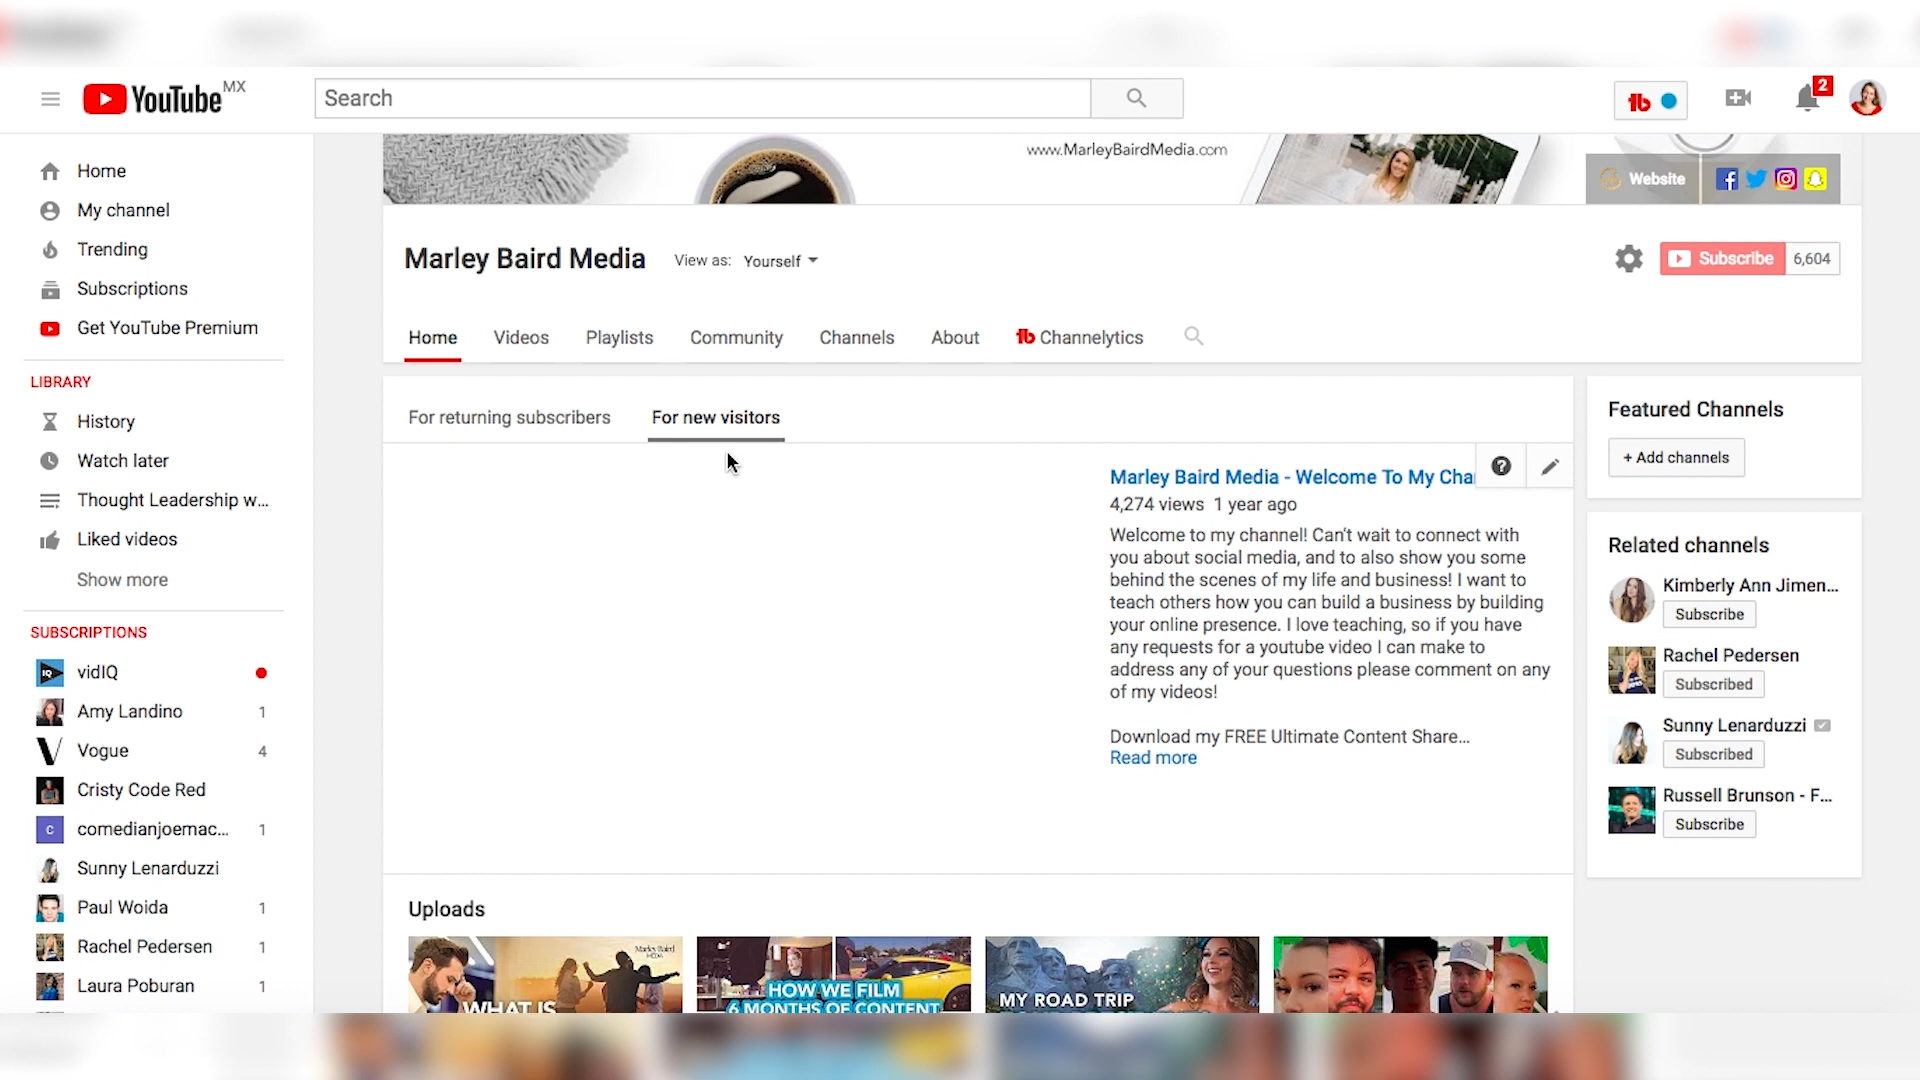 YouTube MX
Search
2
Home
My channel
Trending
Subscriptions
Get YouTube Premium
LIBRARY
History
Watch later
Thought Leadership w...
Liked videos
Show more
SUBSCRIPTIONS
vidIQ
Amy Landino 1
Vogue 4
Cristy Code Red
comedianjoemac... 1
Sunny Lenarduzzi
Paul Woida 1
Rachel Pedersen 1
Laura Poburan 1
www.MarleyBairdMedia.com
Website
Marley Baird Media
View as: Yourself
Subscribe 6,604
Home Videos Playlists Community Channels About Channelytics
For returning subscribers For new visitors
Marley Baird Media - Welcome To My Cha
4,274 views 1 year ago
Welcome to my channel! Can't wait to connect with
you about social media, and to also show you some
behind the scenes of my life and business! I want to
teach others how you can build a business by building
your online presence. I love teaching, so if you have
any requests for a youtube video I can make to
address any of your questions please comment on any
of my videos!
Download my FREE Ultimate Content Share...
Read more
Uploads
Marley Baird
MEDIA
WHAT IS
HOW WE FILM
6 MONTHS OF CONTENT
MY ROAD TRIP
Featured Channels
+ Add channels
Related channels
Kimberly Ann Jimen...
Subscribe
Rachel Pedersen
Subscribed
Sunny Lenarduzzi
Subscribed
Russell Brunson - F...
Subscribe